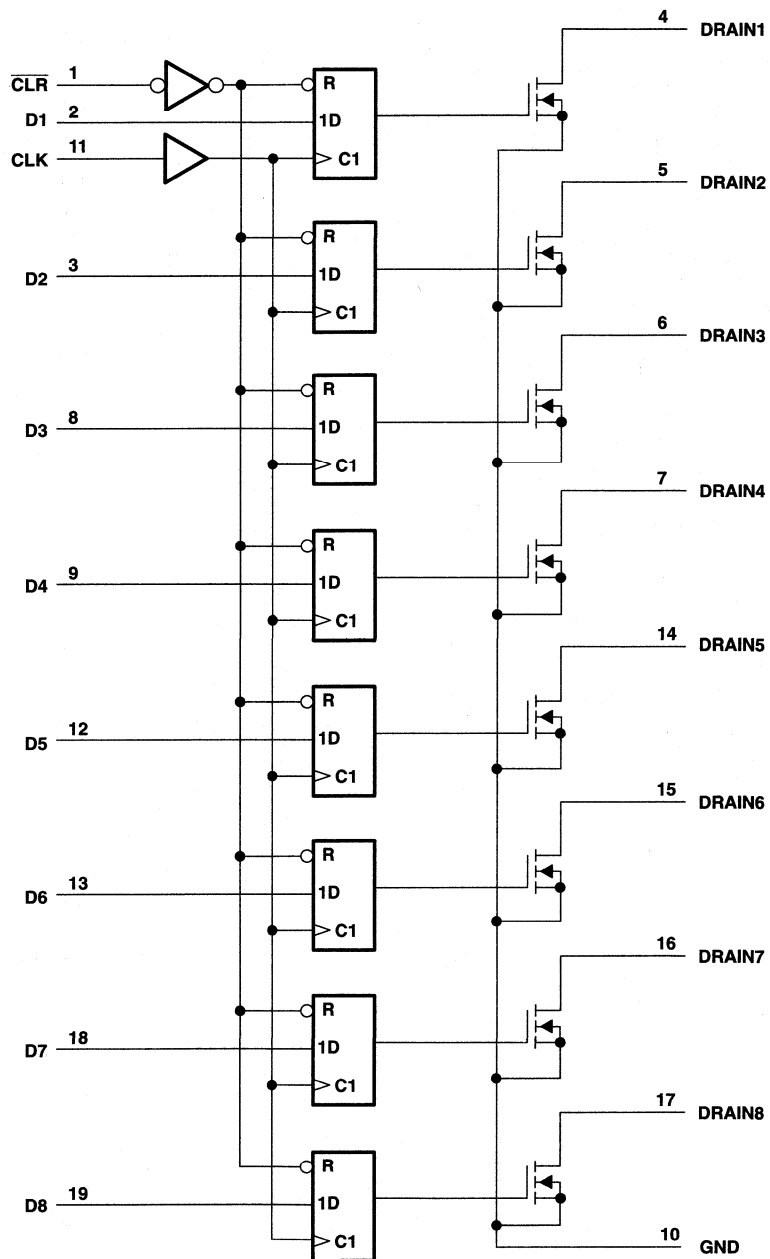 4 DRAIN1
CLR 1 R
D1 2 1D
CLK 11 C1
5 DRAIN2
R
D2 3 1D
C1
6 DRAIN3
R
D3 8 1D
C1
7 DRAIN4
R
D4 9 1D
C1
14 DRAIN5
R
D5 12 1D
C1
15 DRAIN6
R
D6 13 1D
C1
16 DRAIN7
R
D7 18 1D
C1
17 DRAIN8
R
D8 19 1D
C1
10 GND